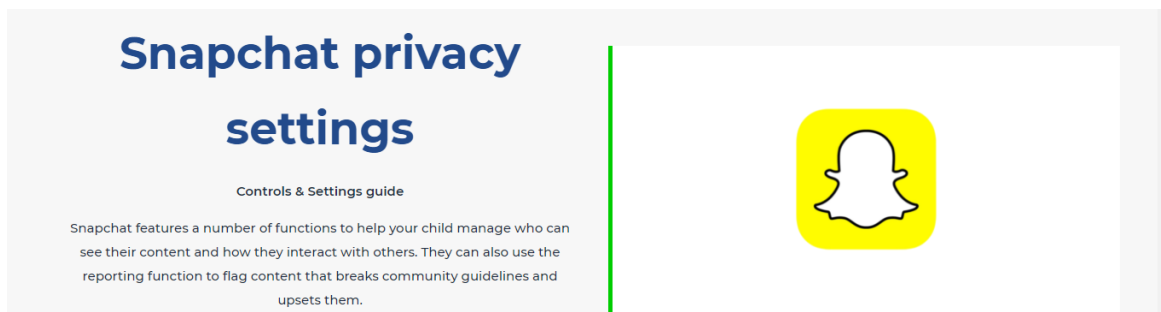 Snapchat privacy
settings
Controls & Settings guide
Snapchat features a number of functions to help your child manage who can
see their content and how they interact with others. They can also use the
reporting function to flag content that breaks community guidelines and
upsets them.